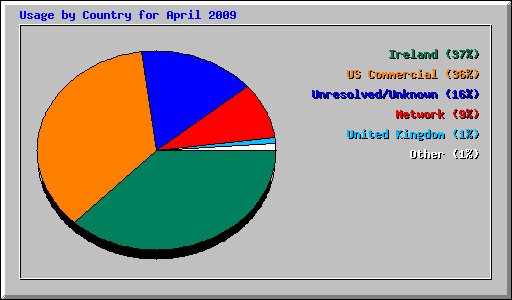 Usage by Country for April 2009
Ireland (37%)
US Commercial (36%)
Unresolved/Unknown (16%)
Network (9%)
United Kingdom (1%)
Other (1%)